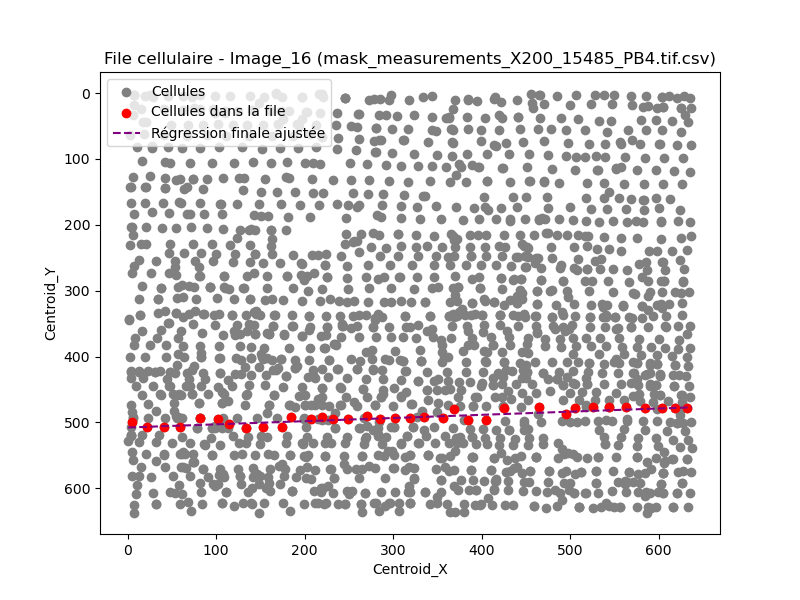 File cellulaire - Image_16 (mask_measurements_X200_15485_PB4.tif.csv)
Cellules
Cellules dans la file
Régression finale ajustée
Centroid_Y
0
100
200
300
400
500
600
0 100 200 300 400 500 600
Centroid_X